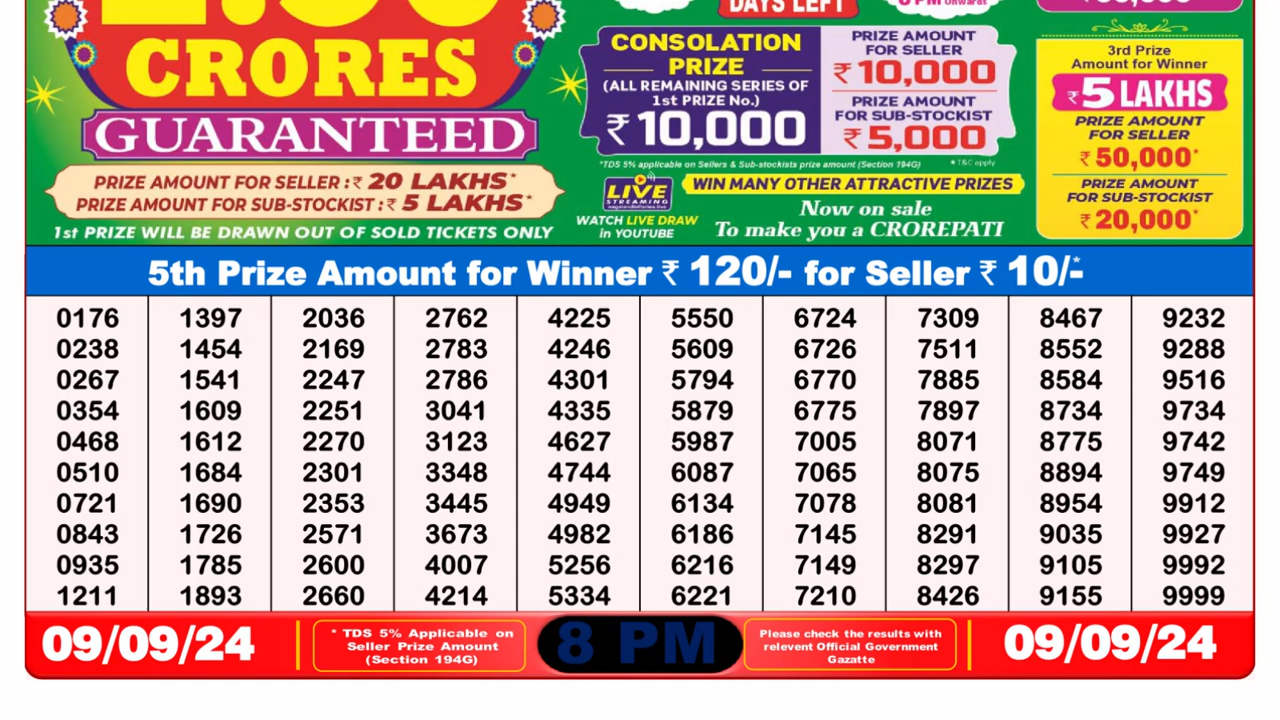 DAYS LEFT
8 PM Onwards
CRORES
GUARANTEED
PRIZE AMOUNT FOR SELLER :₹ 20 LAKHS*
PRIZE AMOUNT FOR SUB-STOCKIST :₹ 5 LAKHS*
1st PRIZE WILL BE DRAWN OUT OF SOLD TICKETS ONLY
CONSOLATION
PRIZE
(ALL REMAINING SERIES OF
1st PRIZE No.)
₹ 10,000
PRIZE AMOUNT
FOR SELLER
₹ 10,000
PRIZE AMOUNT
FOR SUB-STOCKIST
₹ 5,000
*TDS 5% applicable on Sellers & Sub-stockists prize amount (Section 194G)
* T&C apply
LIVE
STREAMING
WATCH LIVE DRAW
in YOUTUBE
WIN MANY OTHER ATTRACTIVE PRIZES
Now on sale
To make you a CROREPATI
3rd Prize
Amount for Winner
₹5 LAKHS
PRIZE AMOUNT
FOR SELLER
₹ 50,000*
PRIZE AMOUNT
FOR SUB-STOCKIST
₹ 20,000*
5th Prize Amount for Winner ₹ 120/- for Seller ₹ 10/-*
0176 1397 2036 2762 4225 5550 6724 7309 8467 9232
0238 1454 2169 2783 4246 5609 6726 7511 8552 9288
0267 1541 2247 2786 4301 5794 6770 7885 8584 9516
0354 1609 2251 3041 4335 5879 6775 7897 8734 9734
0468 1612 2270 3123 4627 5987 7005 8071 8775 9742
0510 1684 2301 3348 4744 6087 7065 8075 8894 9749
0721 1690 2353 3445 4949 6134 7078 8081 8954 9912
0843 1726 2571 3673 4982 6186 7145 8291 9035 9927
0935 1785 2600 4007 5256 6216 7149 8297 9105 9992
1211 1893 2660 4214 5334 6221 7210 8426 9155 9999
09/09/24
* TDS 5% Applicable on
Seller Prize Amount
(Section 194G)
8 PM
Please check the results with
relevent Official Government
Gazatte
09/09/24